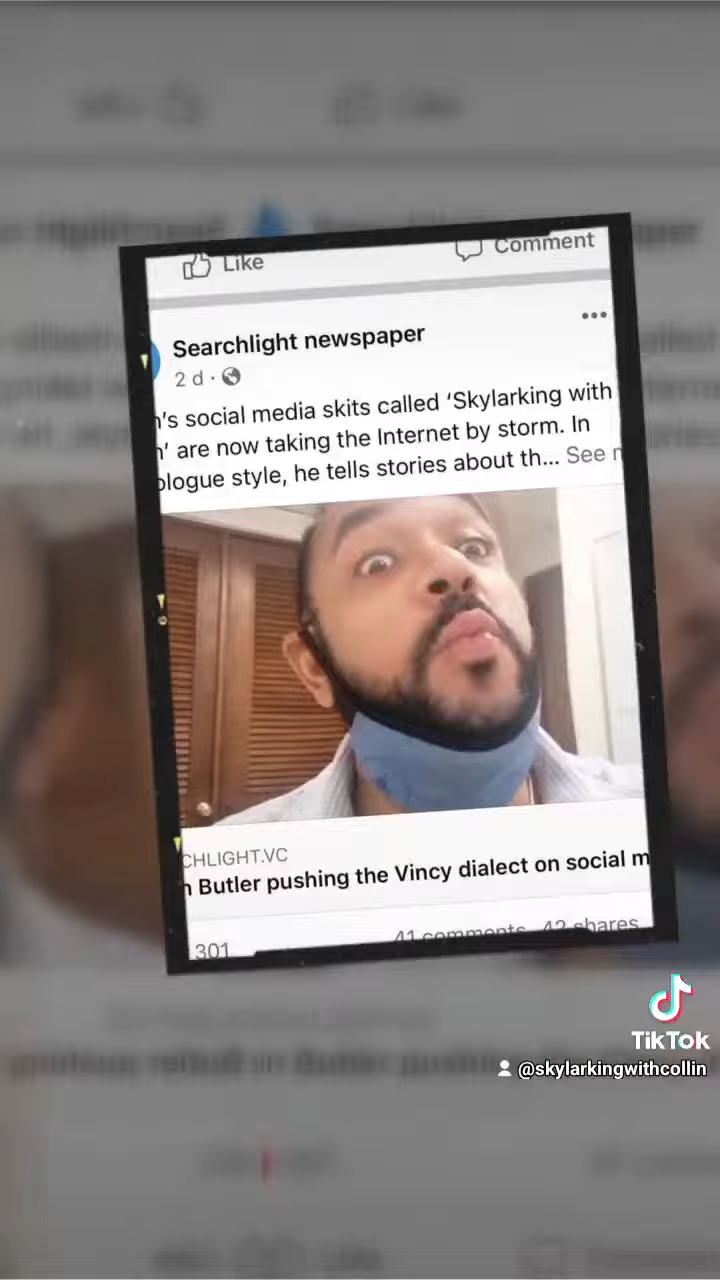 Like
Comment
Searchlight newspaper
2 d
's social media skits called ‘Skylarking with
’ are now taking the Internet by storm. In
ologue style, he tells stories about th... See
CHLIGHT.VC
Butler pushing the Vincy dialect on social m
301
41 comments 42 shares
TikTok
@skylarkingwithcollin